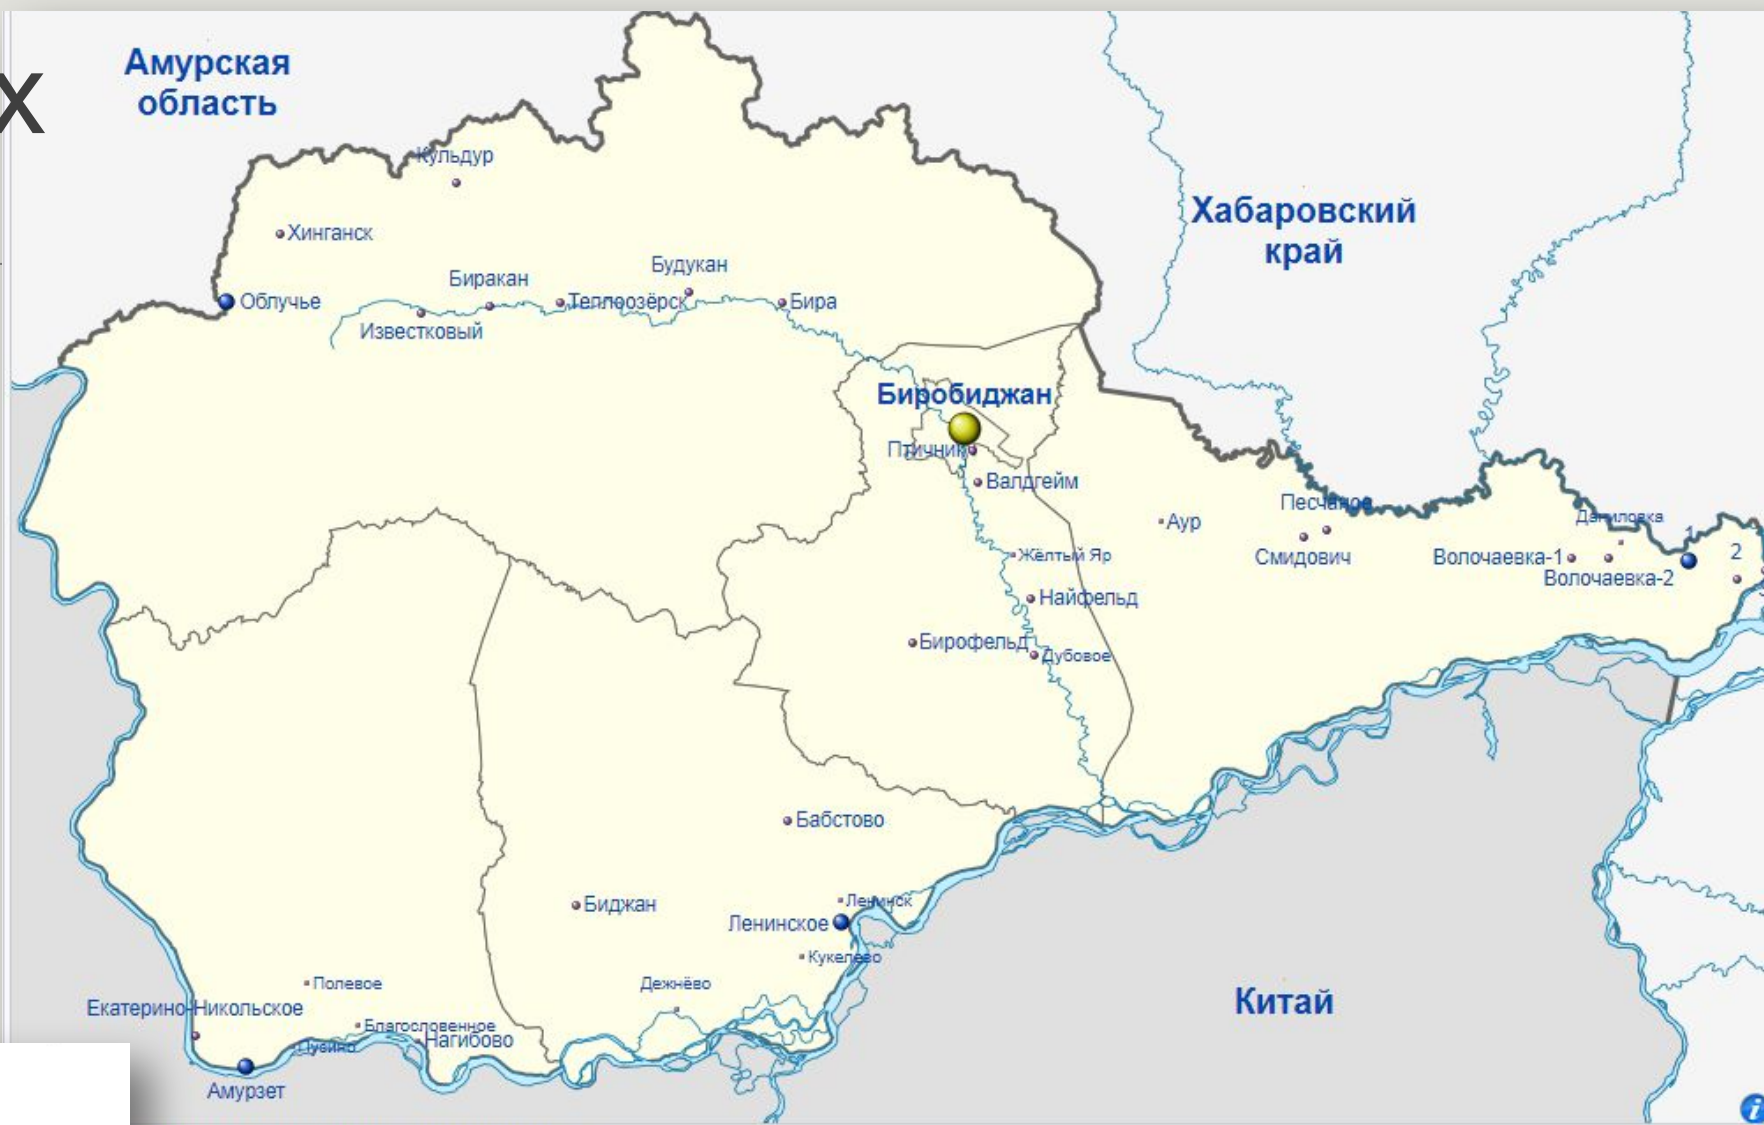 Амурская
область
х
Кульдур
Хабаровский
край
Хинганск
Будукан
Биракан
Облучье
Теплоозёрск
Бира
Известковый
Биробиджан
Птичник
Валдгейм
Песчаное
Аур
Даниловка
1
Смидович
Волочаевка-1
2
Жёлтый Яр
Волочаевка-2
Найфельд
Бирофельд
Дубовое
Бабстово
Биджан
Ленинск
Ленинское
Кукелево
Полевое
Дежнёво
Екатерино-Никольское
Китай
Благословенное
Нагибово
Пузино
Амурзет
i